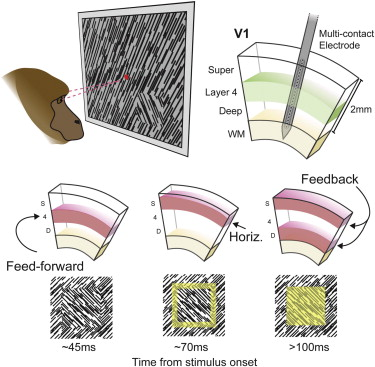 V1
Multi-contact
Electrode
Super
Layer 4
Deep
WM
2mm
Feedback
S
4
D
S
4
D
S
4
D
Horiz.
Feed-forward
~45ms
~70ms
>100ms
Time from stimulus onset